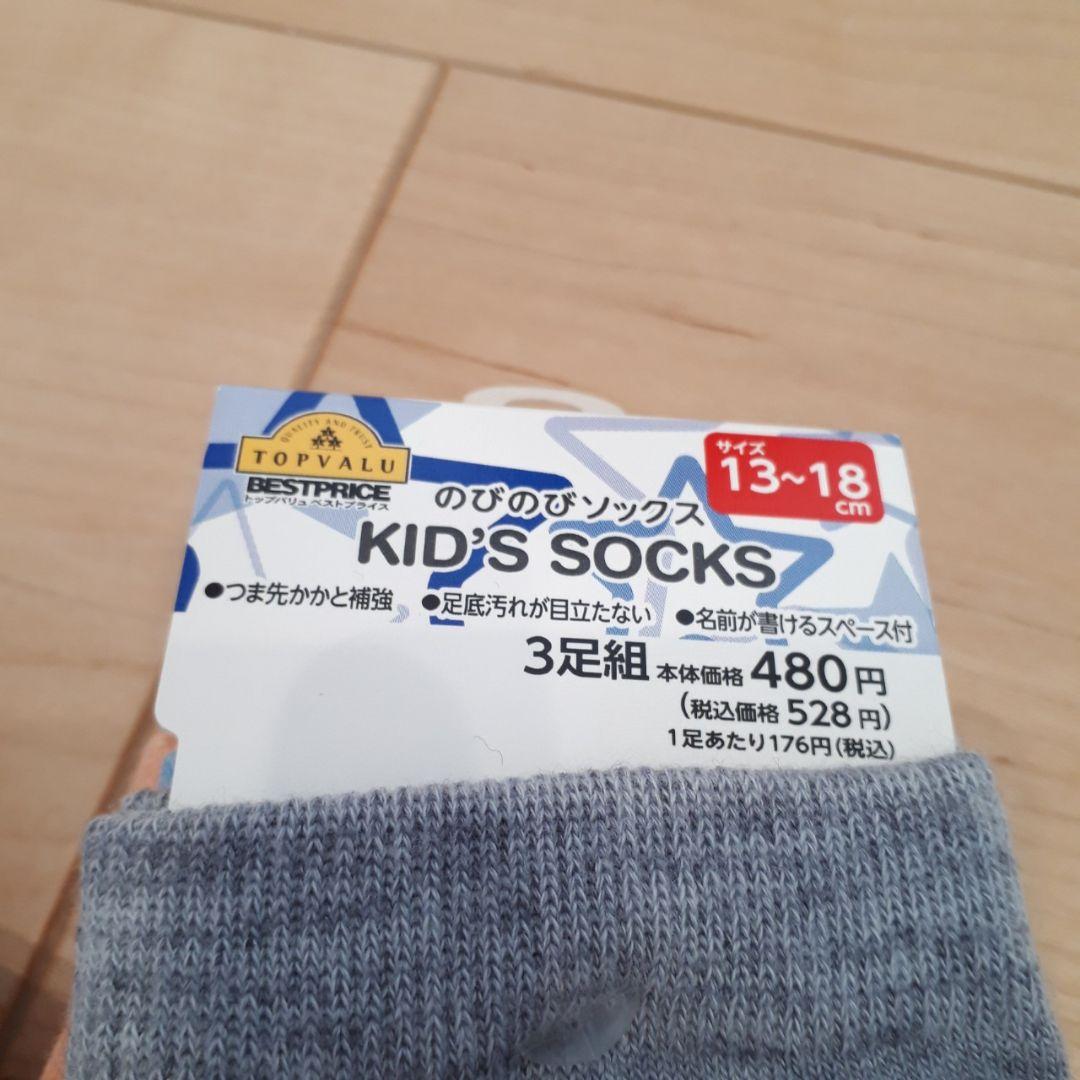 QUALITY AND TRUST
TOPVALU
BESTPRICE
トップバリュ ベストプライス
サイズ
13~18
cm
のびのびソックス
KID'S SOCKS
●つま先かかと補強 ●足底汚れが目立たない ●名前が書けるスペース付
3足組 本体価格 480円
(税込価格 528円)
1足あたり176円(税込)